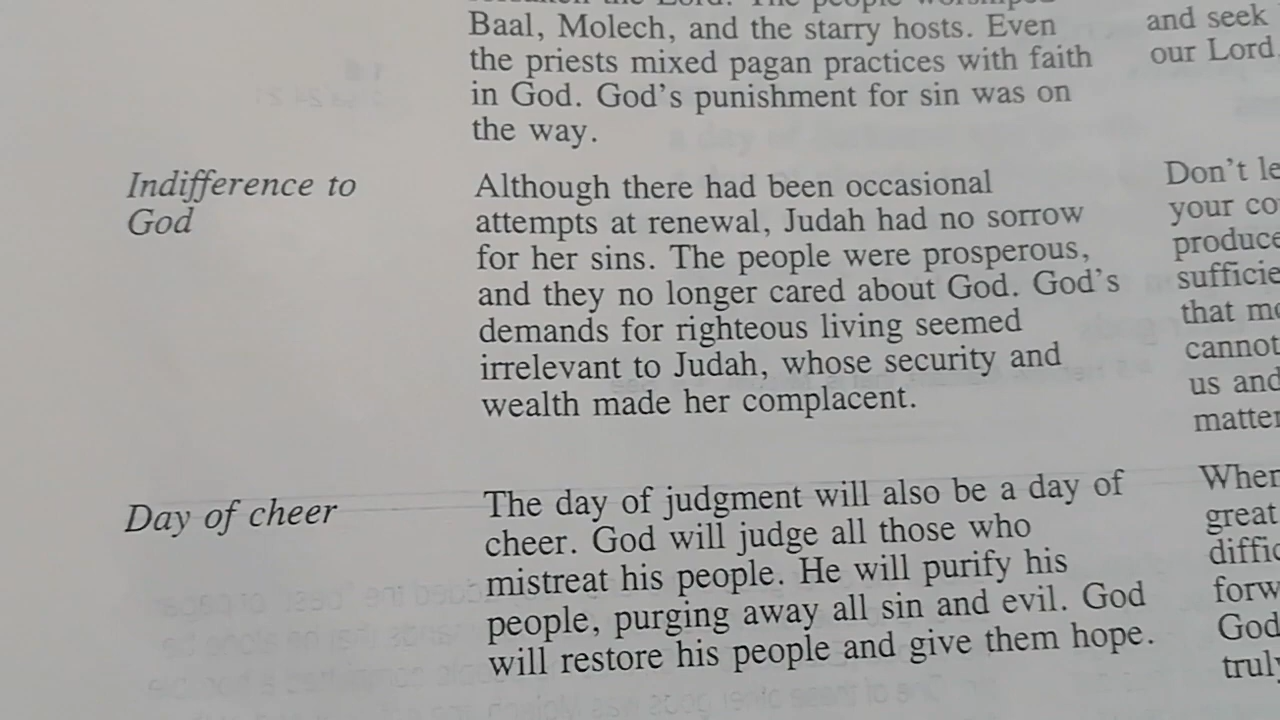 Baal, Molech, and the starry hosts. Even
the priests mixed pagan practices with faith
in God. God's punishment for sin was on
the way.
and seek
our Lord
Indifference to
God
Although there had been occasional
attempts at renewal, Judah had no sorrow
for her sins. The people were prosperous,
and they no longer cared about God. God's
demands for righteous living seemed
irrelevant to Judah, whose security and
wealth made her complacent.
Don't le
your co
produce
sufficie
that mo
cannot
us and
matter
Day of cheer
The day of judgment will also be a day of
cheer. God will judge all those who
mistreat his people. He will purify his
people, purging away all sin and evil. God
will restore his people and give them hope.
When
great
diffic
forw
God
truly